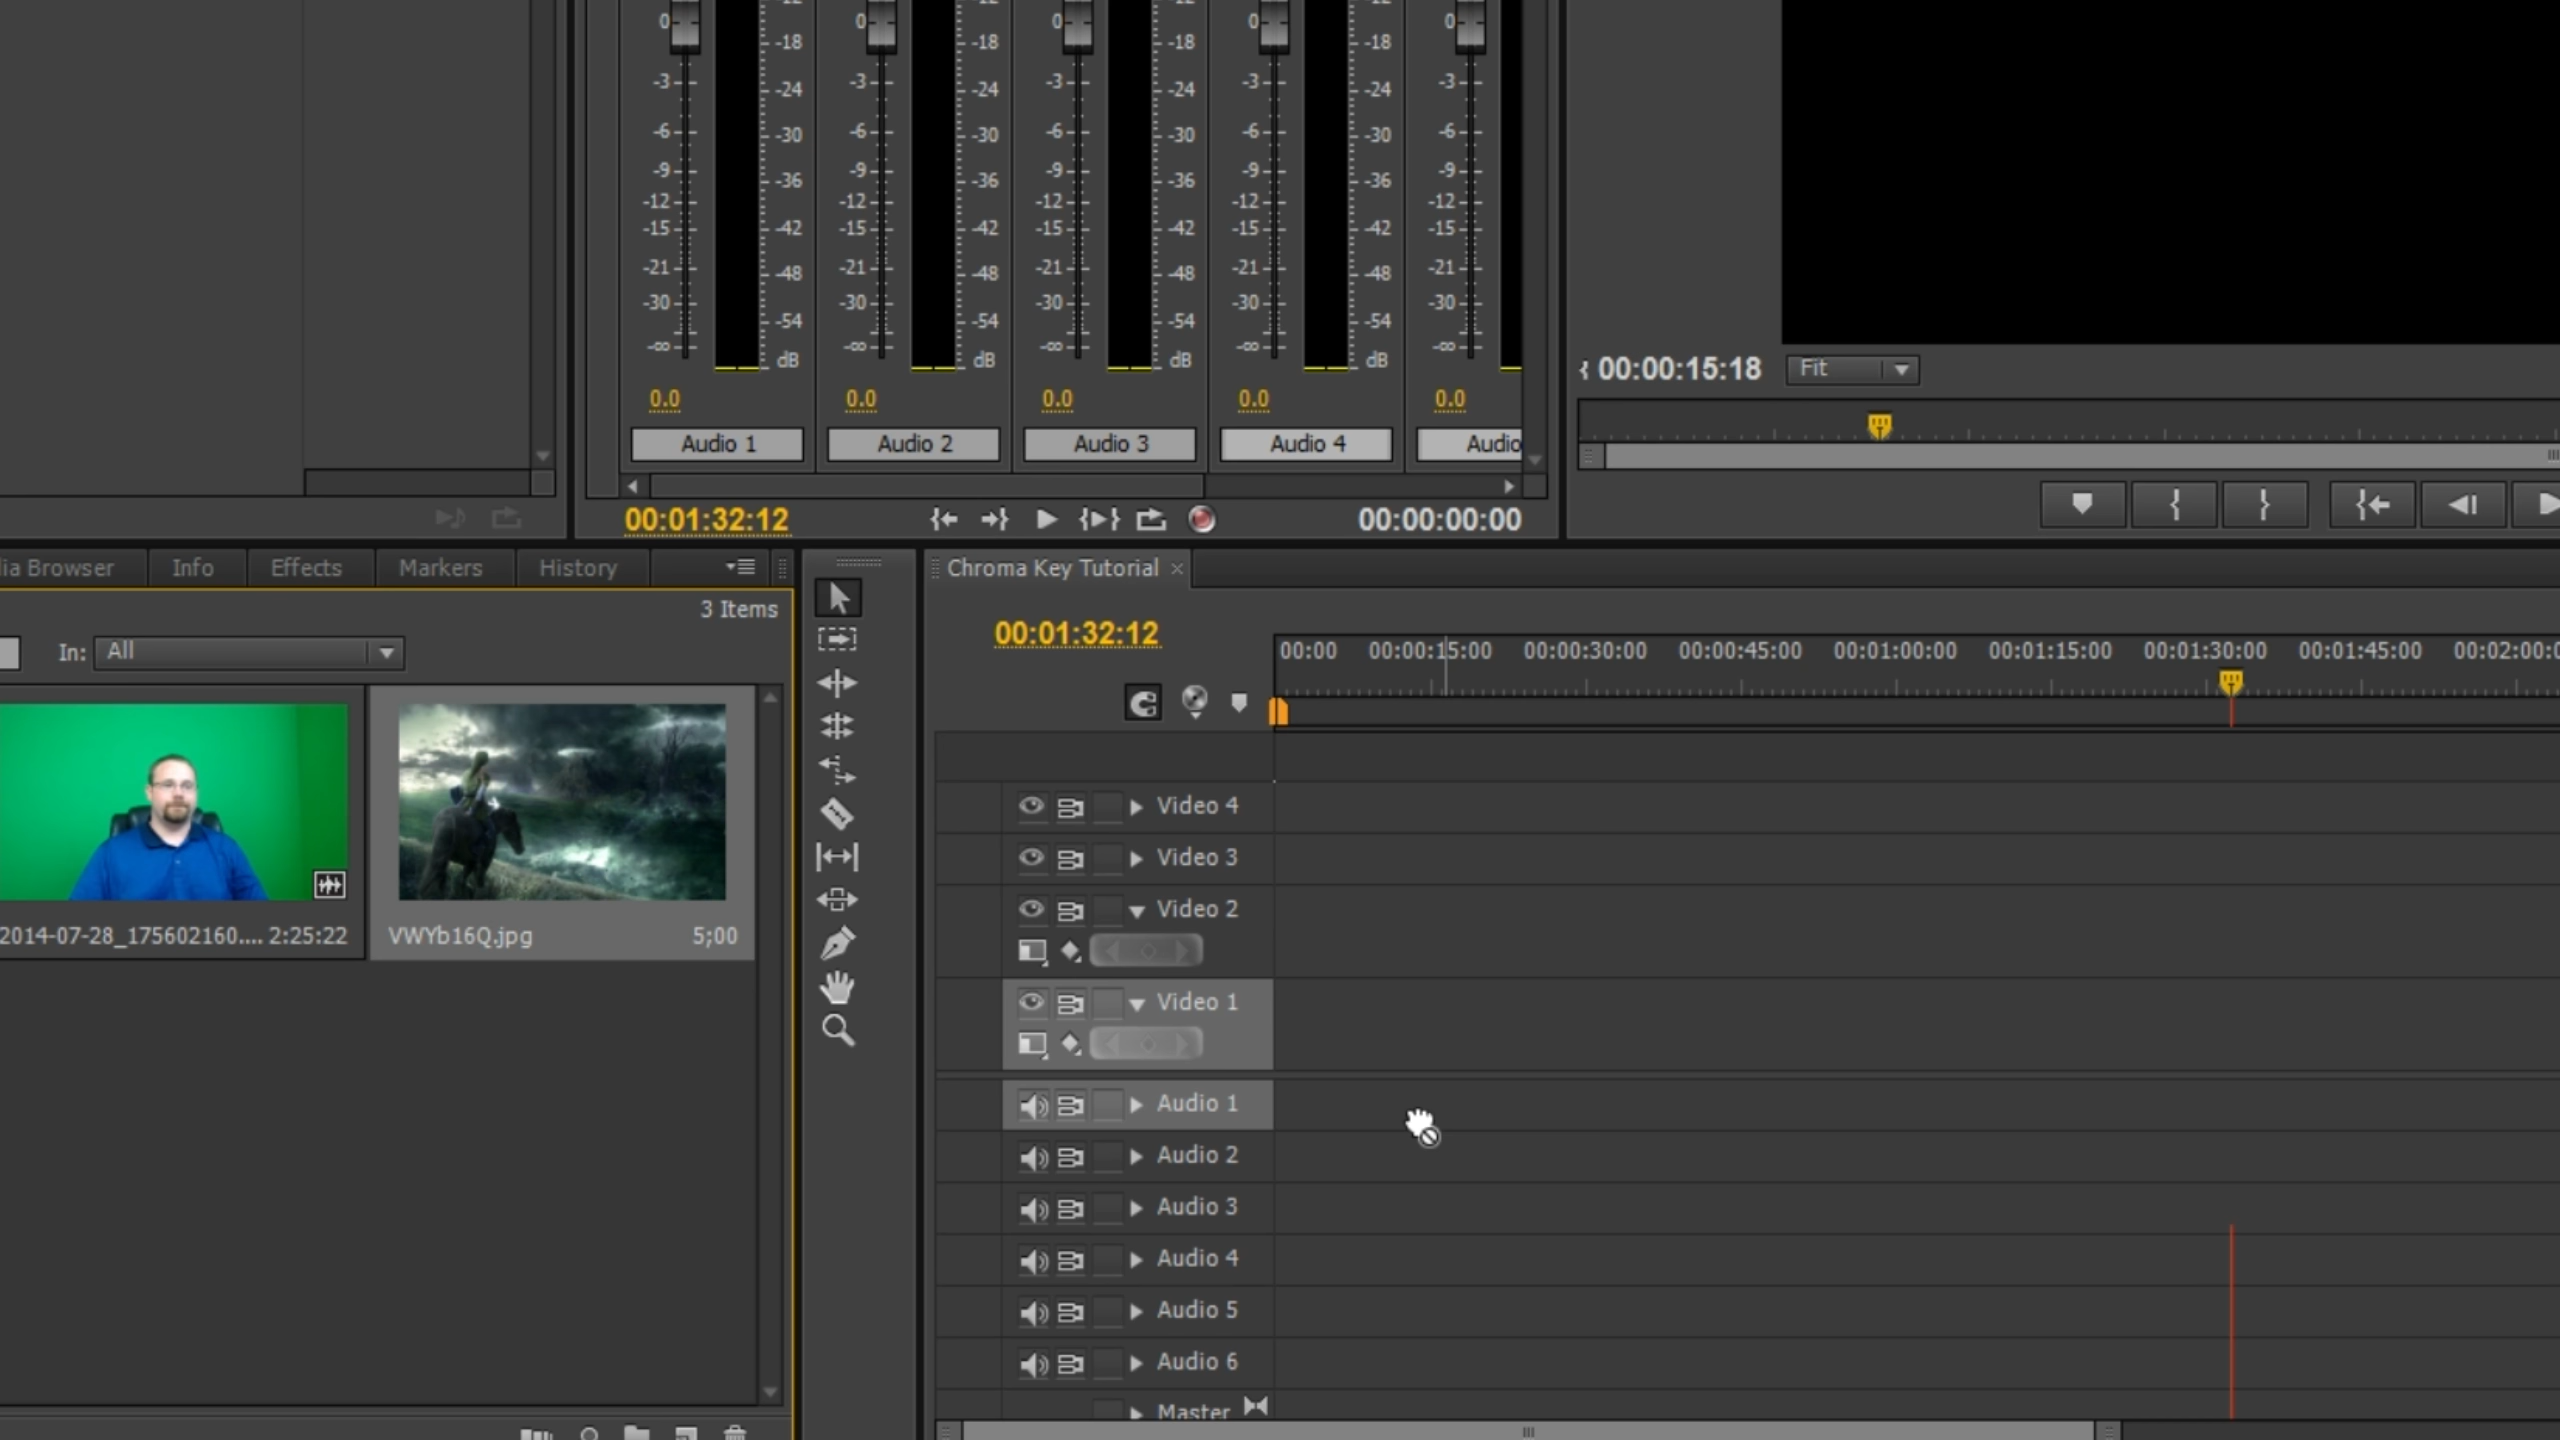 0 -12 0 -12 0 -12 0 -12 0
-18 -18 -18 -18
-3 -3 -3 -3 -3
-24 -24 -24 -24
-6 -6 -6 -6 -6
-30 -30 -30 -30
-9 -9 -9 -9 -9
-36 -36 -36 -36
-12 -12 -12 -12 -12
-15 -42 -15 -42 -15 -42 -15 -42 -15
-21 -48 -21 -48 -21 -48 -21 -48 -21
-30 -30 -30 -30 -30
-54 -54 -54 -54
-∞ dB -∞ dB -∞ dB -∞ dB -∞
0.0 0.0 0.0 0.0 0.0
Audio 1 Audio 2 Audio 3 Audio 4 Audio
00:01:32:12 00:00:00:00
00:00:15:18 Fit
ia Browser Info Effects Markers History
3 Items
In: All
2014-07-28_175602160.... 2:25:22
VWYb16Q.jpg 5;00
Chroma Key Tutorial ×
00:01:32:12
00:00 00:00:15:00 00:00:30:00 00:00:45:00 00:01:00:00 00:01:15:00 00:01:30:00 00:01:45:00 00:02:00:0
Video 4
Video 3
Video 2
Video 1
Audio 1
Audio 2
Audio 3
Audio 4
Audio 5
Audio 6
Master